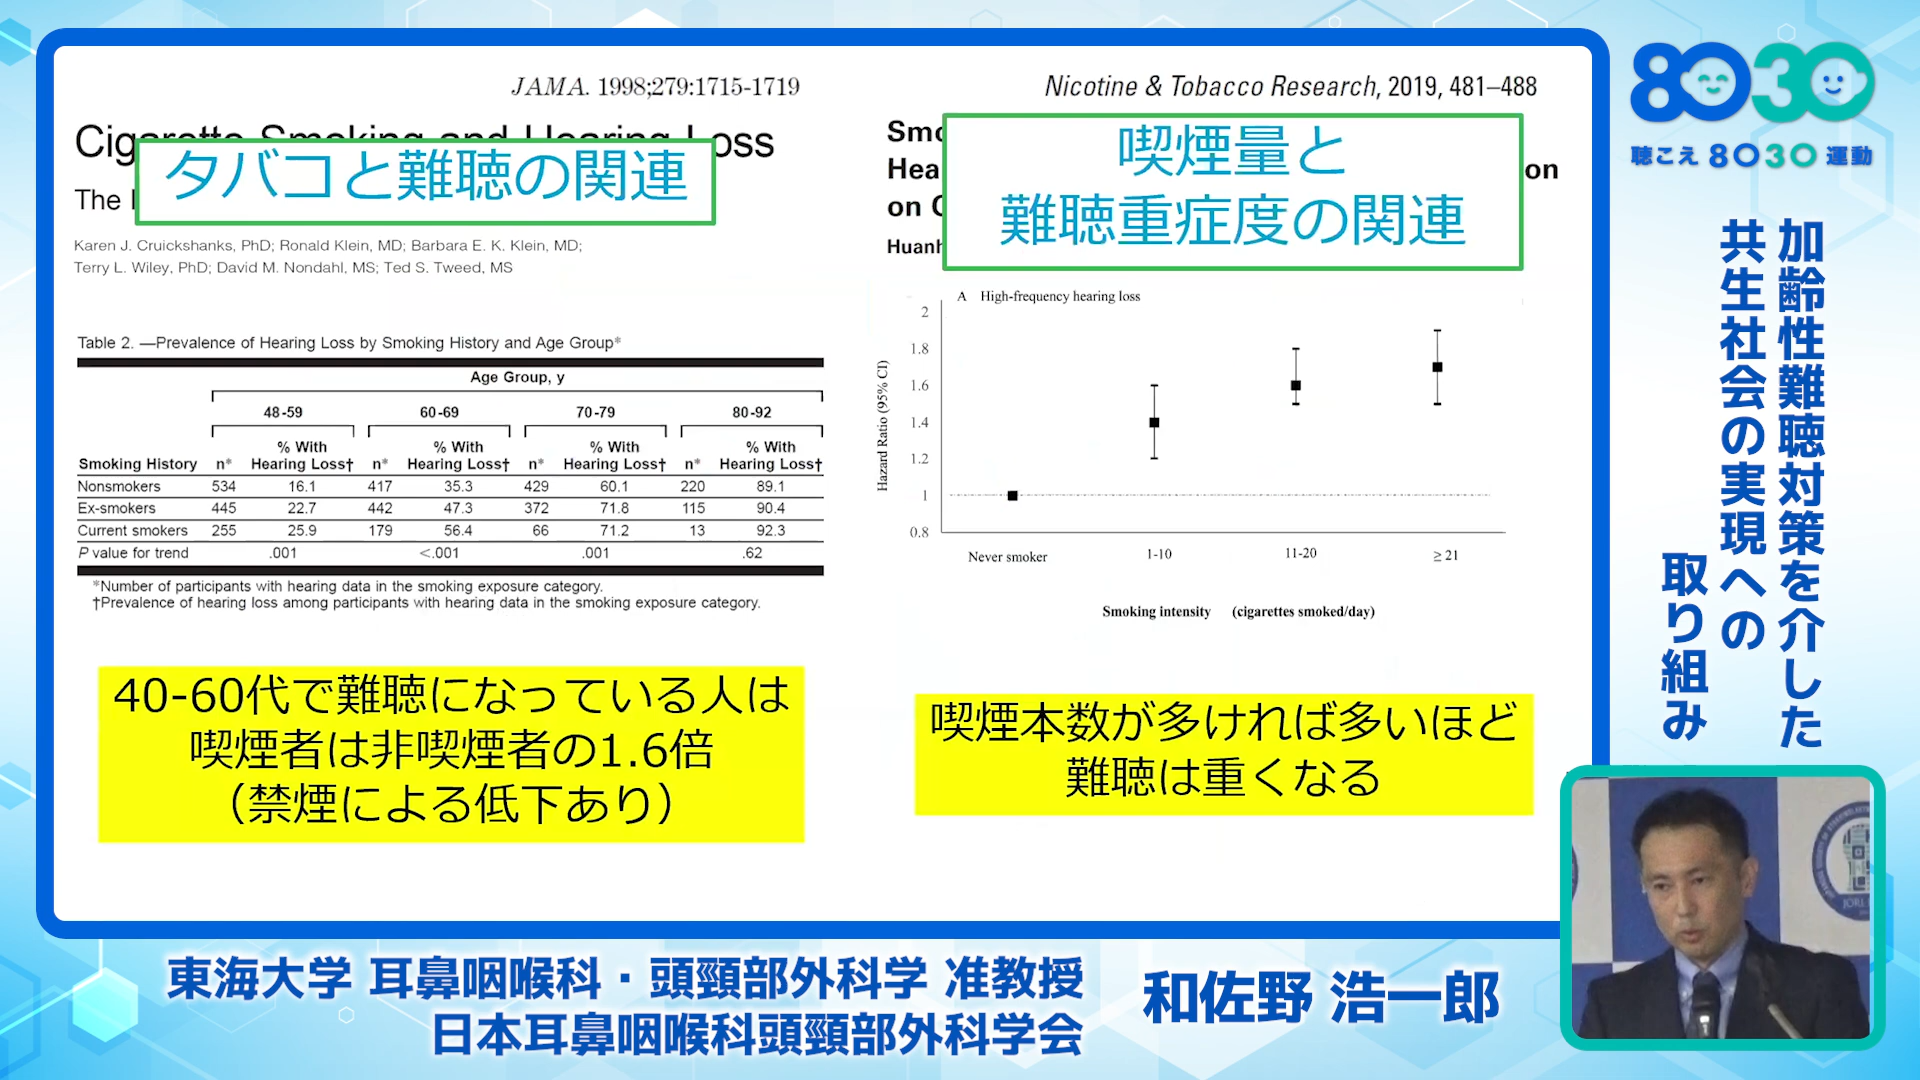 JAMA. 1998;279:1715-1719
タバコと難聴の関連
The
Karen J. Cruickshanks, PhD; Ronald Klein, MD; Barbara E. K. Klein, MD;
Terry L. Wiley, PhD; David M. Nondahl, MS; Ted S. Tweed, MS
Table 2. —Prevalence of Hearing Loss by Smoking History and Age Group*
Age Group, y
48-59 60-69 70-79 80-92
% With % With % With % With
Smoking History n* Hearing Loss† n* Hearing Loss† n* Hearing Loss† n* Hearing Loss†
Nonsmokers 534 16.1 417 35.3 429 60.1 220 89.1
Ex-smokers 445 22.7 442 47.3 372 71.8 115 90.4
Current smokers 255 25.9 179 56.4 66 71.2 13 92.3
P value for trend .001 <.001 .001 .62
*Number of participants with hearing data in the smoking exposure category.
†Prevalence of hearing loss among participants with hearing data in the smoking exposure category.
40-60代で難聴になっている人は
喫煙者は非喫煙者の1.6倍
（禁煙による低下あり）
Nicotine & Tobacco Research, 2019, 481–488
喫煙量と
難聴重症度の関連
A High-frequency hearing loss
Hazard Ratio (95% CI)
2
1.8
1.6
1.4
1.2
1
0.8
Never smoker 1-10 11-20 ≥ 21
Smoking intensity (cigarettes smoked/day)
喫煙本数が多ければ多いほど
難聴は重くなる
8030
聴こえ8030運動
加齢性難聴対策を介した
共生社会の実現への
取り組み
東海大学 耳鼻咽喉科・頭頸部外科学 准教授
日本耳鼻咽喉科頭頸部外科学会
和佐野 浩一郎